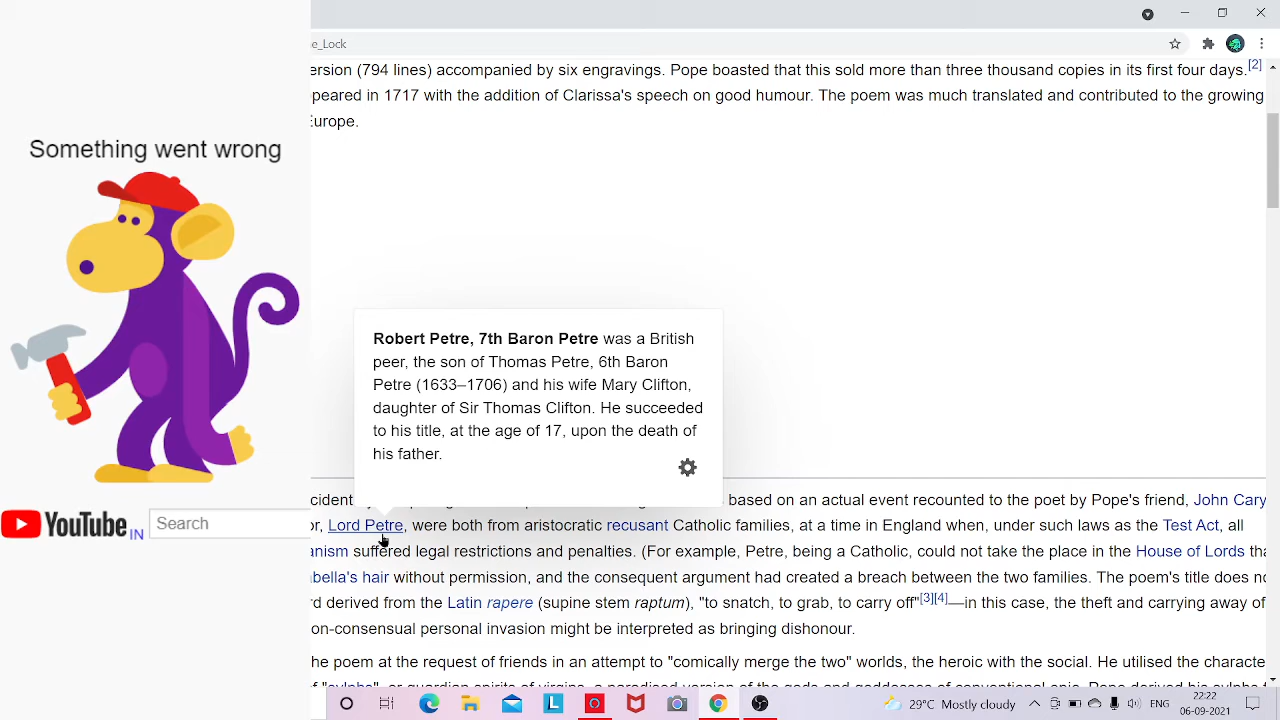 Something went wrong
YouTube IN
Search
e_Lock
ersion (794 lines) accompanied by six engravings. Pope boasted that this sold more than three thousand copies in its first four days.[2]
peared in 1717 with the addition of Clarissa's speech on good humour. The poem was much translated and contributed to the growing
Europe.
Robert Petre, 7th Baron Petre was a British
peer, the son of Thomas Petre, 6th Baron
Petre (1633–1706) and his wife Mary Clifton,
daughter of Sir Thomas Clifton. He succeeded
to his title, at the age of 17, upon the death of
his father.
cident based on an actual event recounted to the poem by Pope's friend, John Cary
or, Lord Petre, were both from aristocratic recusant Catholic families, at a time in England when, under such laws as the Test Act, all
anism suffered legal restrictions and penalties. (For example, Petre, being a Catholic, could not take the place in the House of Lords tha
bella's hair without permission, and the consequent argument had created a breach between the two families. The poem's title does no
rd derived from the Latin rapere (supine stem raptum), "to snatch, to grab, to carry off"[3][4]—in this case, the theft and carrying away of
on-consensual personal invasion might be interpreted as bringing dishonour.
he poem at the request of friends in an attempt to "comically merge the two" worlds, the heroic with the social. He utilised the characte
29°C Mostly cloudy
ENG
22:22
06-09-2021